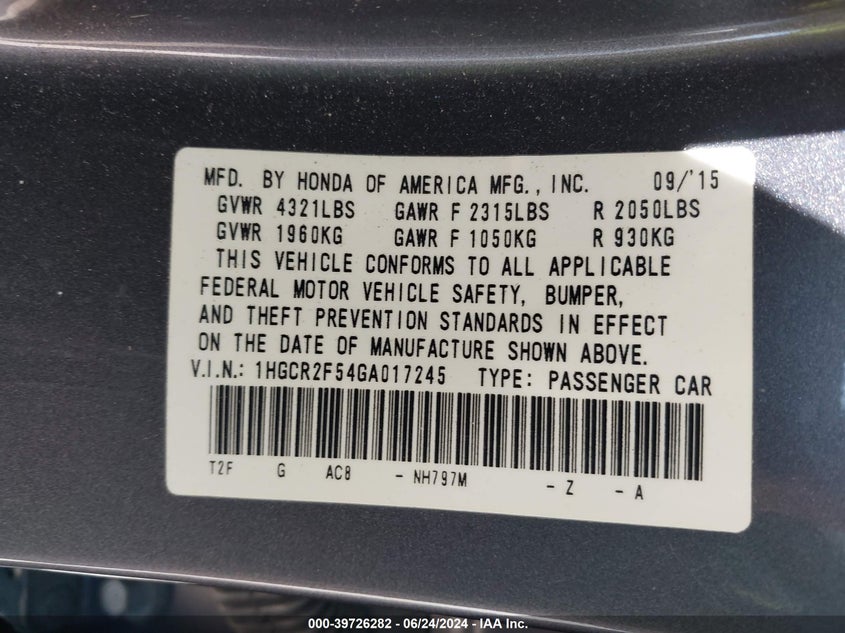 MFD. BY HONDA OF AMERICA MFG., INC. 09/'15
GVWR 4321LBS GAWR F 2315LBS R 2050LBS
GVWR 1960KG GAWR F 1050KG R 930KG
THIS VEHICLE CONFORMS TO ALL APPLICABLE
FEDERAL MOTOR VEHICLE SAFETY, BUMPER,
AND THEFT PREVENTION STANDARDS IN EFFECT
ON THE DATE OF MANUFACTURE SHOWN ABOVE.
V.I.N.: 1HGCR2F54GA017245 TYPE: PASSENGER CAR
T2F G AC8 - NH797M - Z - A
000-39726282 - 06/24/2024 - IAA Inc.